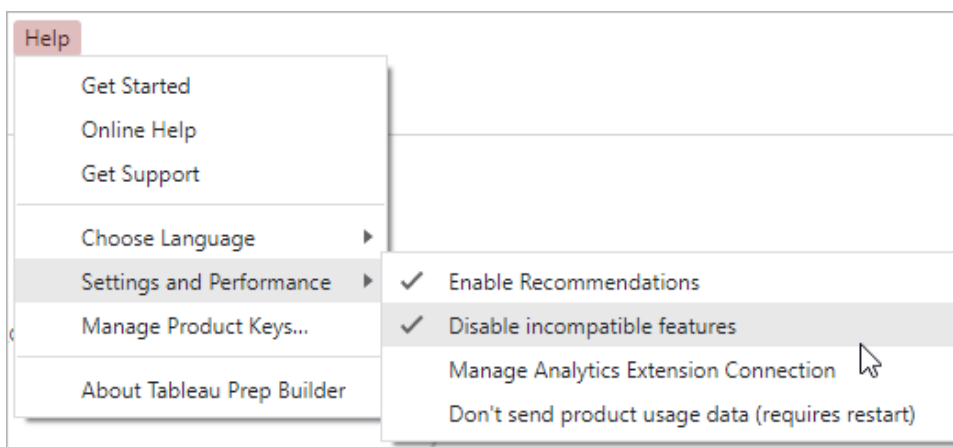 Help
Get Started
Online Help
Get Support
Choose Language
Settings and Performance
Manage Product Keys...
About Tableau Prep Builder
Enable Recommendations
Disable incompatible features
Manage Analytics Extension Connection
Don't send product usage data (requires restart)